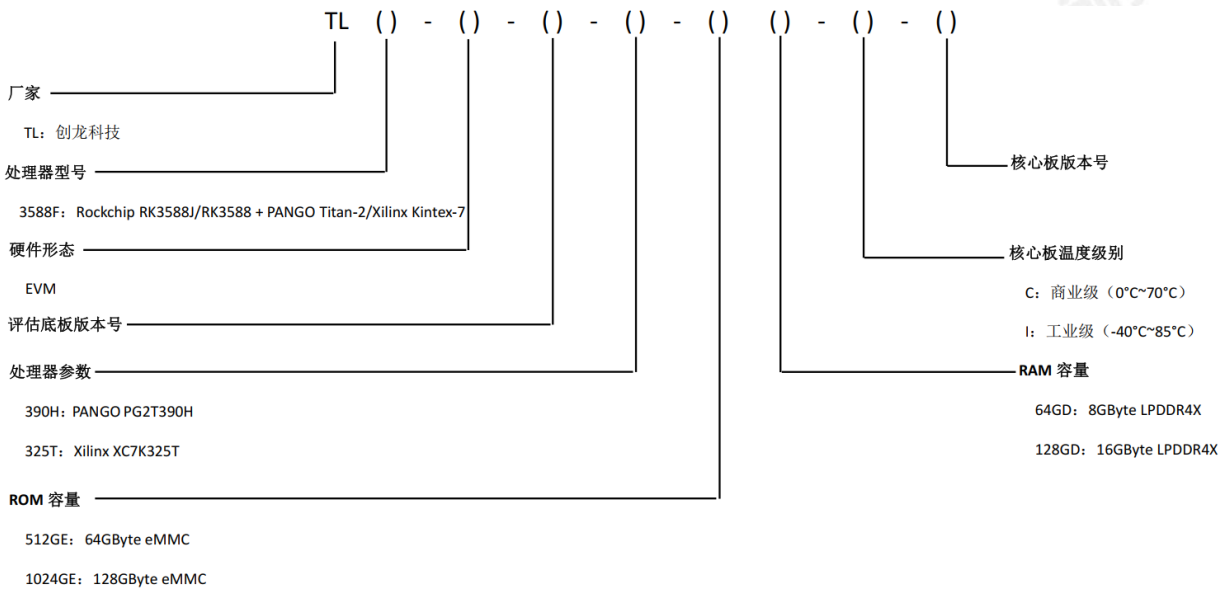 TL () - () - () - () - () () - () - ()
厂家
TL：创龙科技
处理器型号
3588F：Rockchip RK3588J/RK3588 + PANGO Titan-2/Xilinx Kintex-7
硬件形态
EVM
评估底板版本号
处理器参数
390H：PANGO PG2T390H
325T：Xilinx XC7K325T
ROM 容量
512GE：64GByte eMMC
1024GE：128GByte eMMC
核心板版本号
核心板温度级别
C：商业级（0°C~70°C）
I：工业级（-40°C~85°C）
RAM 容量
64GD：8GByte LPDDR4X
128GD：16GByte LPDDR4X